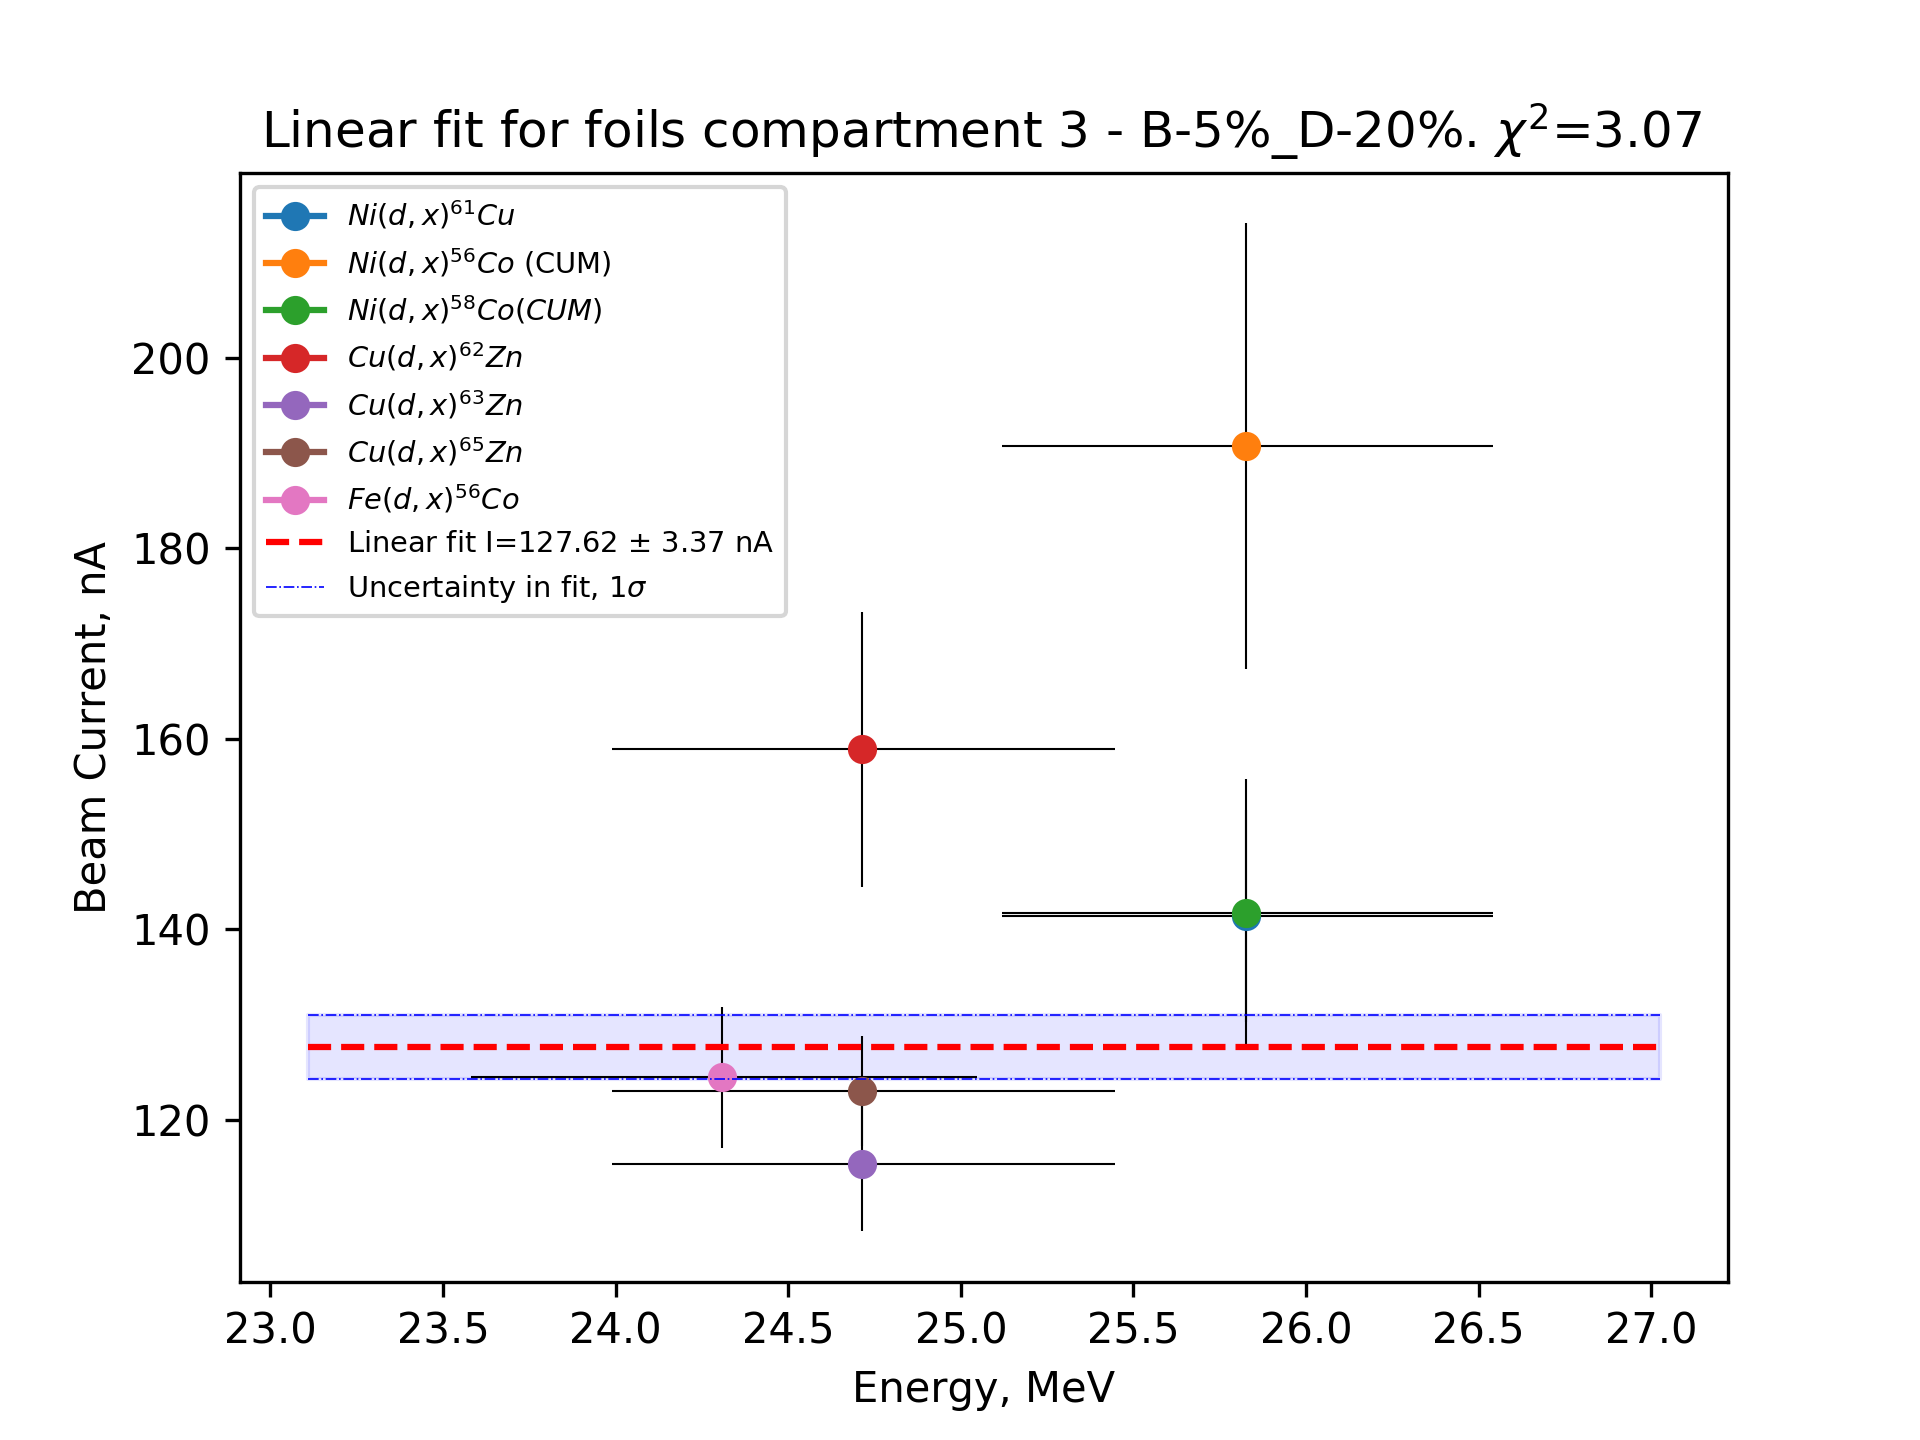 Linear fit for foils compartment 3 - B-5%_D-20%. χ²=3.07
Ni(d, x)⁶¹Cu
Ni(d, x)⁵⁶Co (CUM)
Ni(d, x)⁵⁸Co(CUM)
Cu(d, x)⁶²Zn
Cu(d, x)⁶³Zn
Cu(d, x)⁶⁵Zn
Fe(d, x)⁵⁶Co
Linear fit I=127.62 ± 3.37 nA
Uncertainty in fit, 1σ
Beam Current, nA
200
180
160
140
120
23.0 23.5 24.0 24.5 25.0 25.5 26.0 26.5 27.0
Energy, MeV